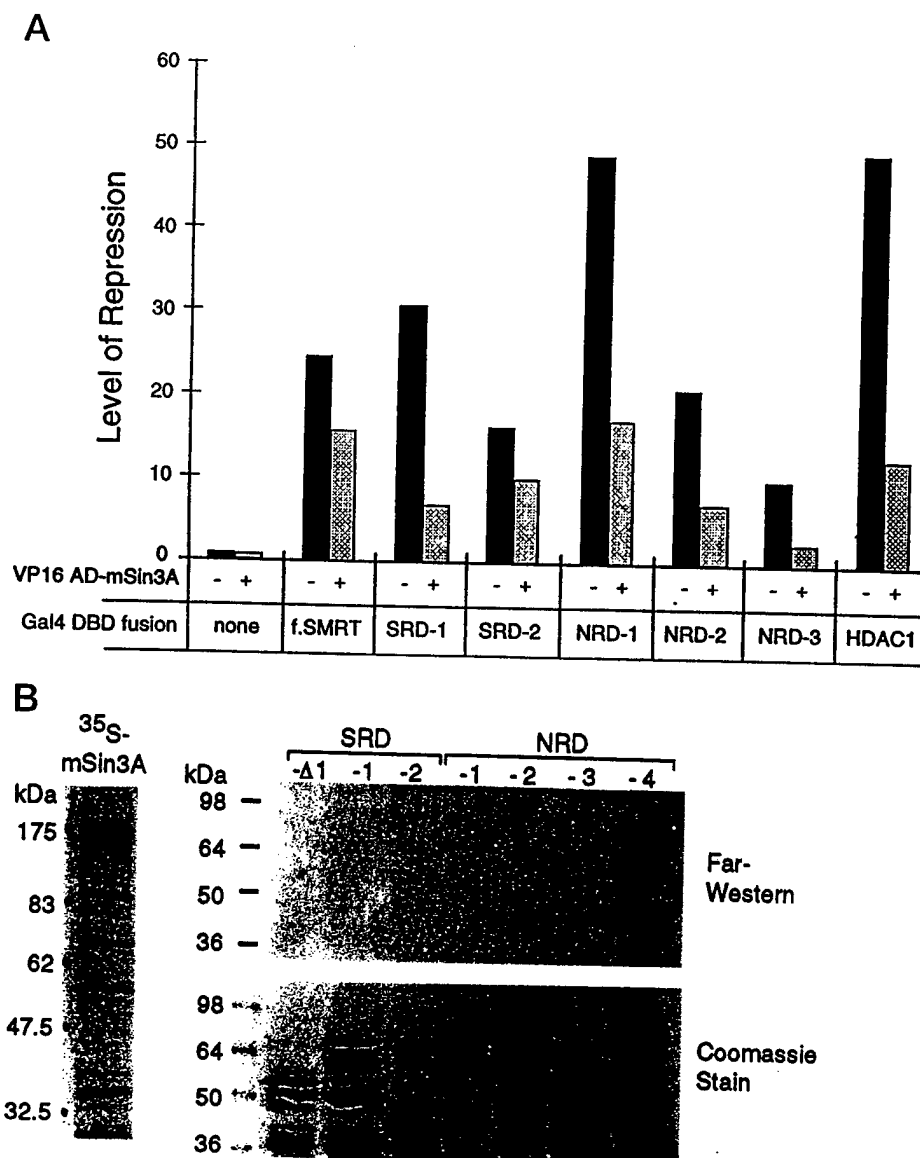 A
60
50
40
30
20
10
0
Level of Repression
VP16 AD-mSin3A - + - + - + - + - + - + - + - +
Gal4 DBD fusion none f.SMRT SRD-1 SRD-2 NRD-1 NRD-2 NRD-3 HDAC1
B
35S-
mSin3A
kDa
175
83
62
47.5
32.5
SRD NRD
kDa -Δ1 -1 -2 -1 -2 -3 -4
98
64
50
36
Far-
Western
98
64
50
36
Coomassie
Stain